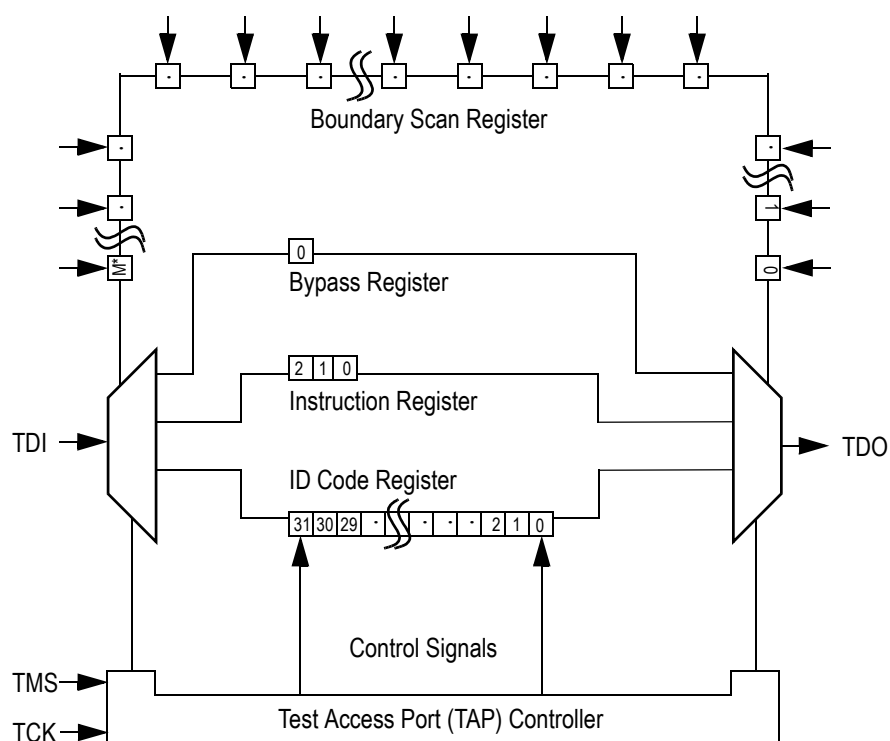 · · · · · · · ·
Boundary Scan Register
· ·
· 1
M* 0
0
Bypass Register
2 1 0
Instruction Register
TDI
TDO
ID Code Register
31 30 29 · · · · 2 1 0
Control Signals
TMS
Test Access Port (TAP) Controller
TCK